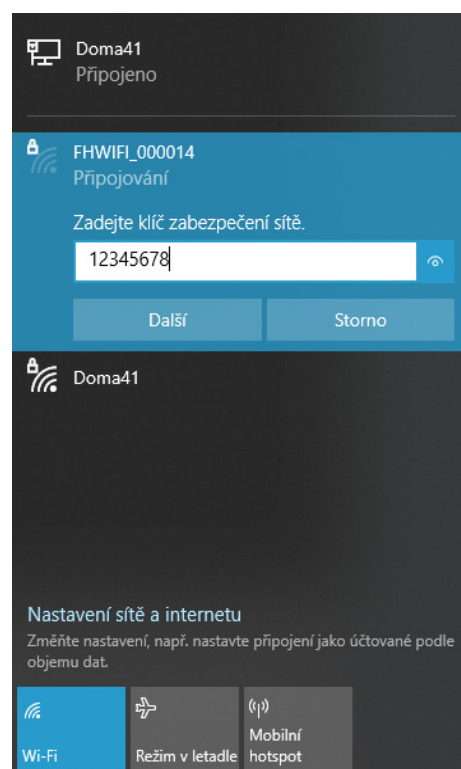 Doma41
Připojeno
FHWIFI_000014
Připojování
Zadejte klíč zabezpečení sítě.
12345678
Další Storno
Doma41
Nastavení sítě a internetu
Změňte nastavení, např. nastavte připojení jako účtované podle
objemu dat.
Wi-Fi
Režim v letadle
Mobilní
hotspot